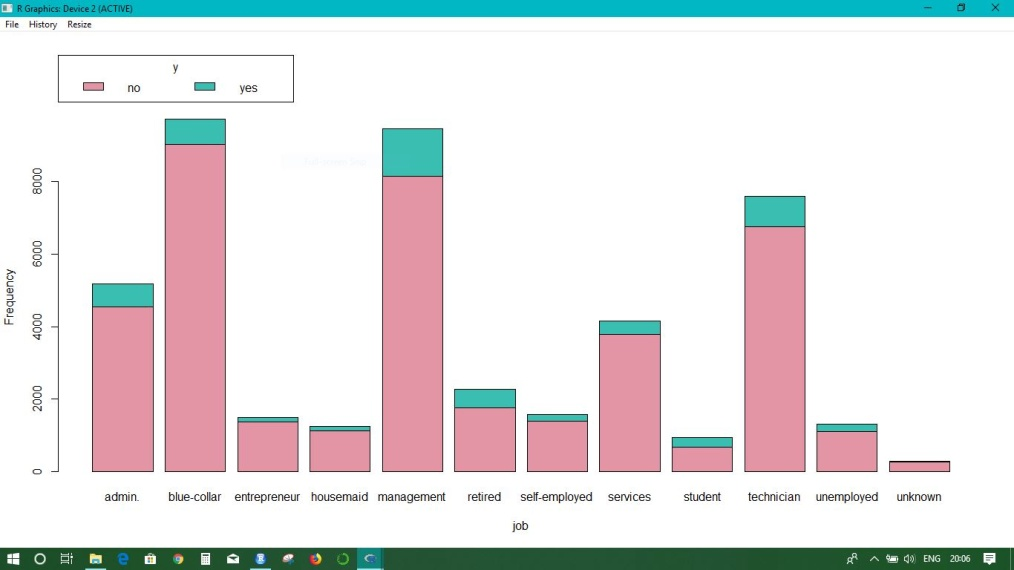 R Graphics: Device 2 (ACTIVE)
File History Resize
y
no yes
8000
6000
4000
2000
0
Frequency
admin. blue-collar entrepreneur housemaid management retired self-employed services student technician unemployed unknown
job
ENG 20:06